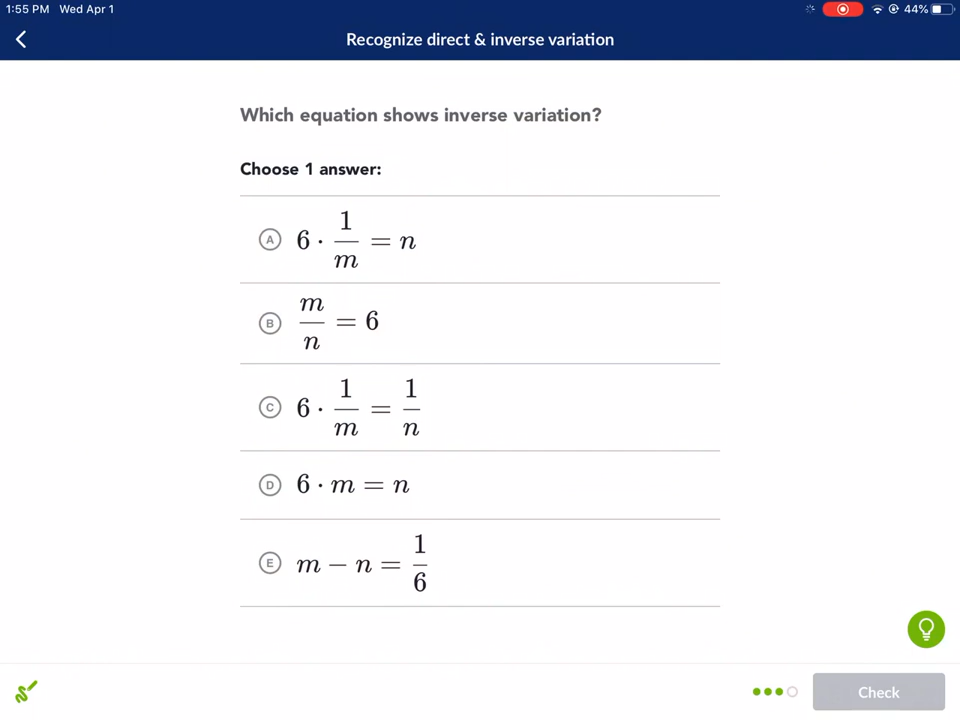 1:55 PM Wed Apr 1 44%
Recognize direct & inverse variation
Which equation shows inverse variation?
Choose 1 answer:
A 6 · 1/m = n
B m/n = 6
C 6 · 1/m = 1/n
D 6 · m = n
E m − n = 1/6
Check